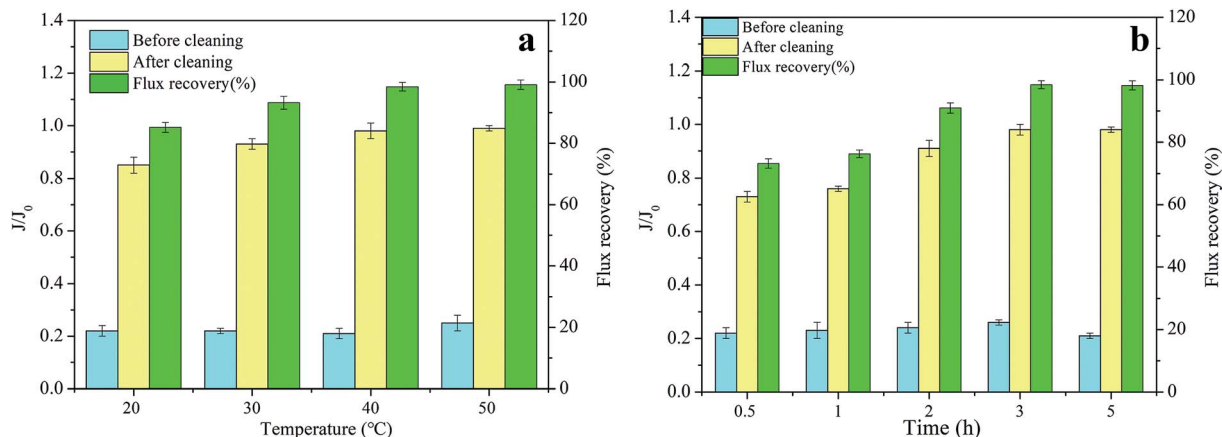 a
Before cleaning
After cleaning
Flux recovery(%)
J/J₀
1.4
1.2
1.0
0.8
0.6
0.4
0.2
0.0
120
100
80
60
40
20
0
Flux recovery (%)
20 30 40 50
Temperature (°C)
b
Before cleaning
After cleaning
Flux recovery(%)
J/J₀
1.4
1.2
1.0
0.8
0.6
0.4
0.2
0.0
120
100
80
60
40
20
0
Flux recovery (%)
0.5 1 2 3 5
Time (h)